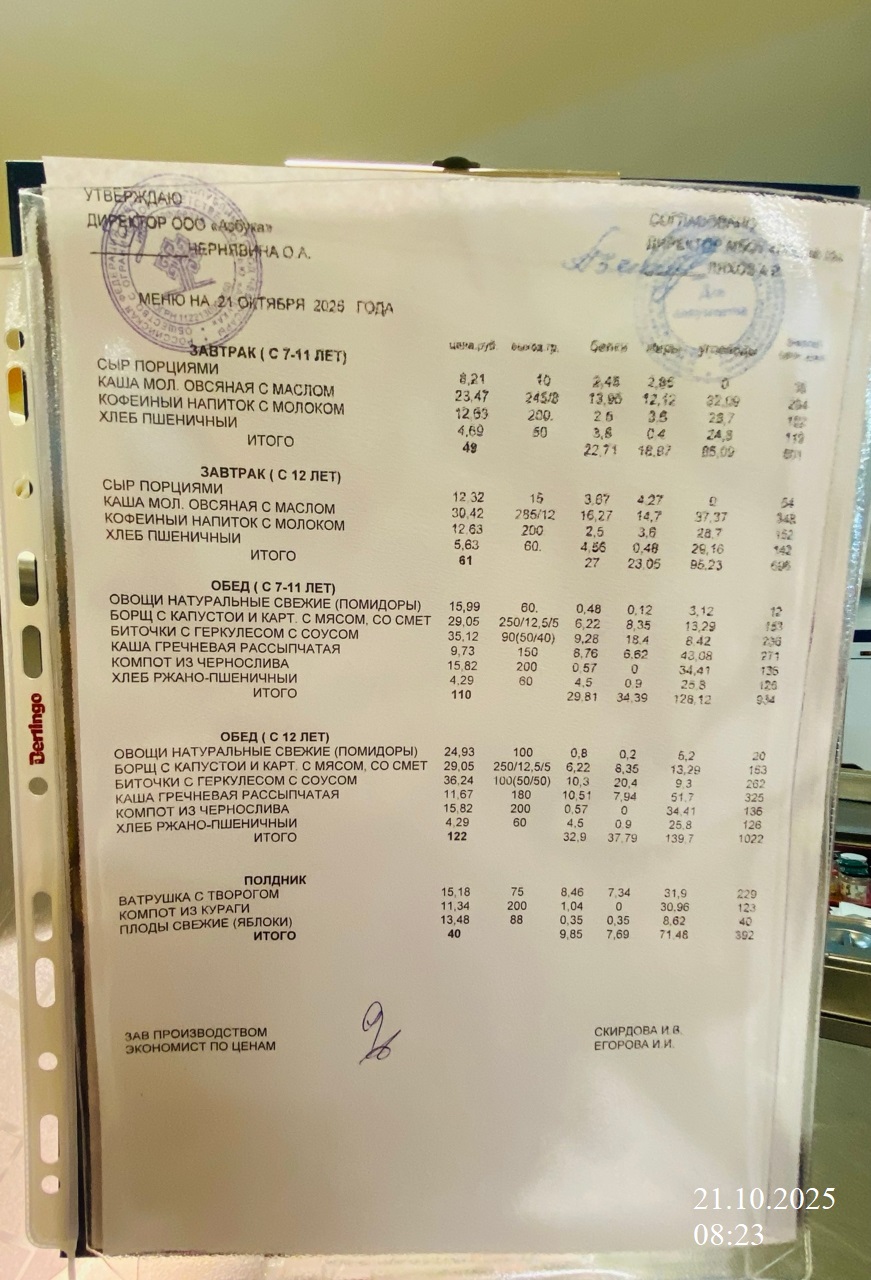 УТВЕРЖДАЮ
ДИРЕКТОР ООО «Азбука»
ЧЕРНЯВИНА О.А.
СОГЛАСОВАНО
ДИРЕКТОР
МЕНЮ НА 21 ОКТЯБРЯ 2025 ГОДА
цена,руб. выход,гр. белки жиры углеводы
ЗАВТРАК ( С 7-11 ЛЕТ)
СЫР ПОРЦИЯМИ 8,21 10 2,45 2,85 0
КАША МОЛ. ОВСЯНАЯ С МАСЛОМ 23,47 245/8 13,95 12,12 32,09
КОФЕЙНЫЙ НАПИТОК С МОЛОКОМ 12,63 200. 2,5 3,6 28,7
ХЛЕБ ПШЕНИЧНЫЙ 4,69 50 3,8 0,4 24,3 119
ИТОГО 49 22,71 18,87
ЗАВТРАК ( С 12 ЛЕТ)
СЫР ПОРЦИЯМИ 12,32 15 3,67 4,27 0 54
КАША МОЛ. ОВСЯНАЯ С МАСЛОМ 30,42 285/12 16,27 14,7 37,37 348
КОФЕЙНЫЙ НАПИТОК С МОЛОКОМ 12,63 200 2,5 3,6 28,7 152
ХЛЕБ ПШЕНИЧНЫЙ 5,63 60. 4,56 0,48 29,16 142
ИТОГО 61 27 23,05 95,23
ОБЕД ( С 7-11 ЛЕТ)
ОВОЩИ НАТУРАЛЬНЫЕ СВЕЖИЕ (ПОМИДОРЫ) 15,99 60. 0,48 0,12 3,12 12
БОРЩ С КАПУСТОЙ И КАРТ. С МЯСОМ, СО СМЕТ 29,05 250/12,5/5 6,22 8,35 13,29 153
БИТОЧКИ С ГЕРКУЛЕСОМ С СОУСОМ 35,12 90(50/40) 9,28 18,4 8,42 236
КАША ГРЕЧНЕВАЯ РАССЫПЧАТАЯ 9,73 150 8,76 6,62 43,08 271
КОМПОТ ИЗ ЧЕРНОСЛИВА 15,82 200 0,57 0 34,41 136
ХЛЕБ РЖАНО-ПШЕНИЧНЫЙ 4,29 60 4,5 0,9 25,8 126
ИТОГО 110 29,81 34,39 128,12 934
ОБЕД ( С 12 ЛЕТ)
ОВОЩИ НАТУРАЛЬНЫЕ СВЕЖИЕ (ПОМИДОРЫ) 24,93 100 0,8 0,2 5,2 20
БОРЩ С КАПУСТОЙ И КАРТ. С МЯСОМ, СО СМЕТ 29,05 250/12,5/5 6,22 8,35 13,29 153
БИТОЧКИ С ГЕРКУЛЕСОМ С СОУСОМ 36,24 100(50/50) 10,3 20,4 9,3 262
КАША ГРЕЧНЕВАЯ РАССЫПЧАТАЯ 11,67 180 10,51 7,94 51,7 325
КОМПОТ ИЗ ЧЕРНОСЛИВА 15,82 200 0,57 0 34,41 136
ХЛЕБ РЖАНО-ПШЕНИЧНЫЙ 4,29 60 4,5 0,9 25,8 126
ИТОГО 122 32,9 37,79 139,7 1022
ПОЛДНИК
ВАТРУШКА С ТВОРОГОМ 15,18 75 8,46 7,34 31,9 229
КОМПОТ ИЗ КУРАГИ 11,34 200 1,04 0 30,96 123
ПЛОДЫ СВЕЖИЕ (ЯБЛОКИ) 13,48 88 0,35 0,35 8,62 40
ИТОГО 40 9,85 7,69 71,48 392
ЗАВ ПРОИЗВОДСТВОМ СКИРДОВА И.В.
ЭКОНОМИСТ ПО ЦЕНАМ ЕГОРОВА И.И.
Berlingo
21.10.2025
08:23